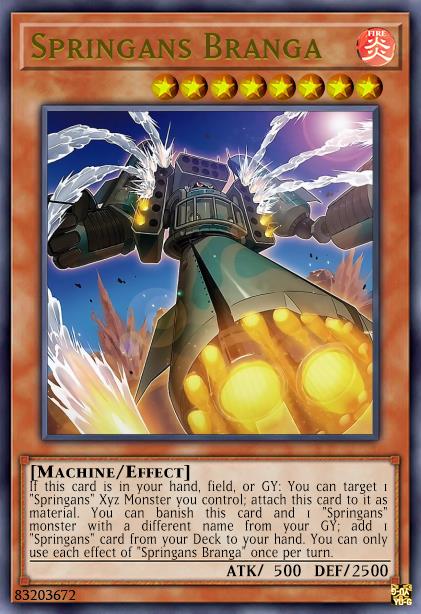 Springans Branga
FIRE
炎
[Machine/Effect]
If this card is in your hand, field, or GY: You can target 1
"Springans" Xyz Monster you control; attach this card to it as
material. You can banish this card and 1 "Springans"
monster with a different name from your GY; add 1
"Springans" card from your Deck to your hand. You can only
use each effect of "Springans Branga" once per turn.
ATK/ 500 DEF/2500
83203672